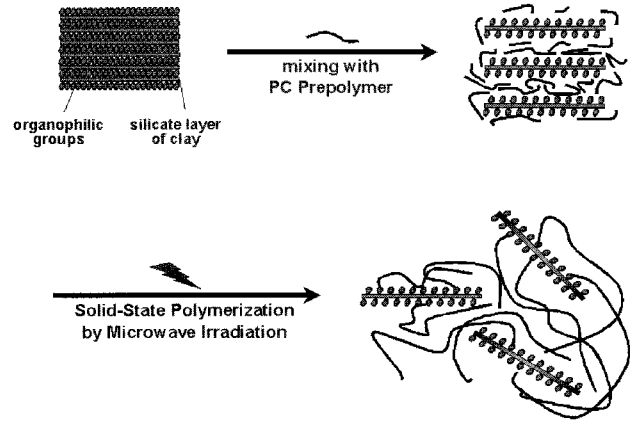 mixing with
PC Prepolymer
organophilic
groups
silicate layer
of clay
Solid-State Polymerization
by Microwave Irradiation